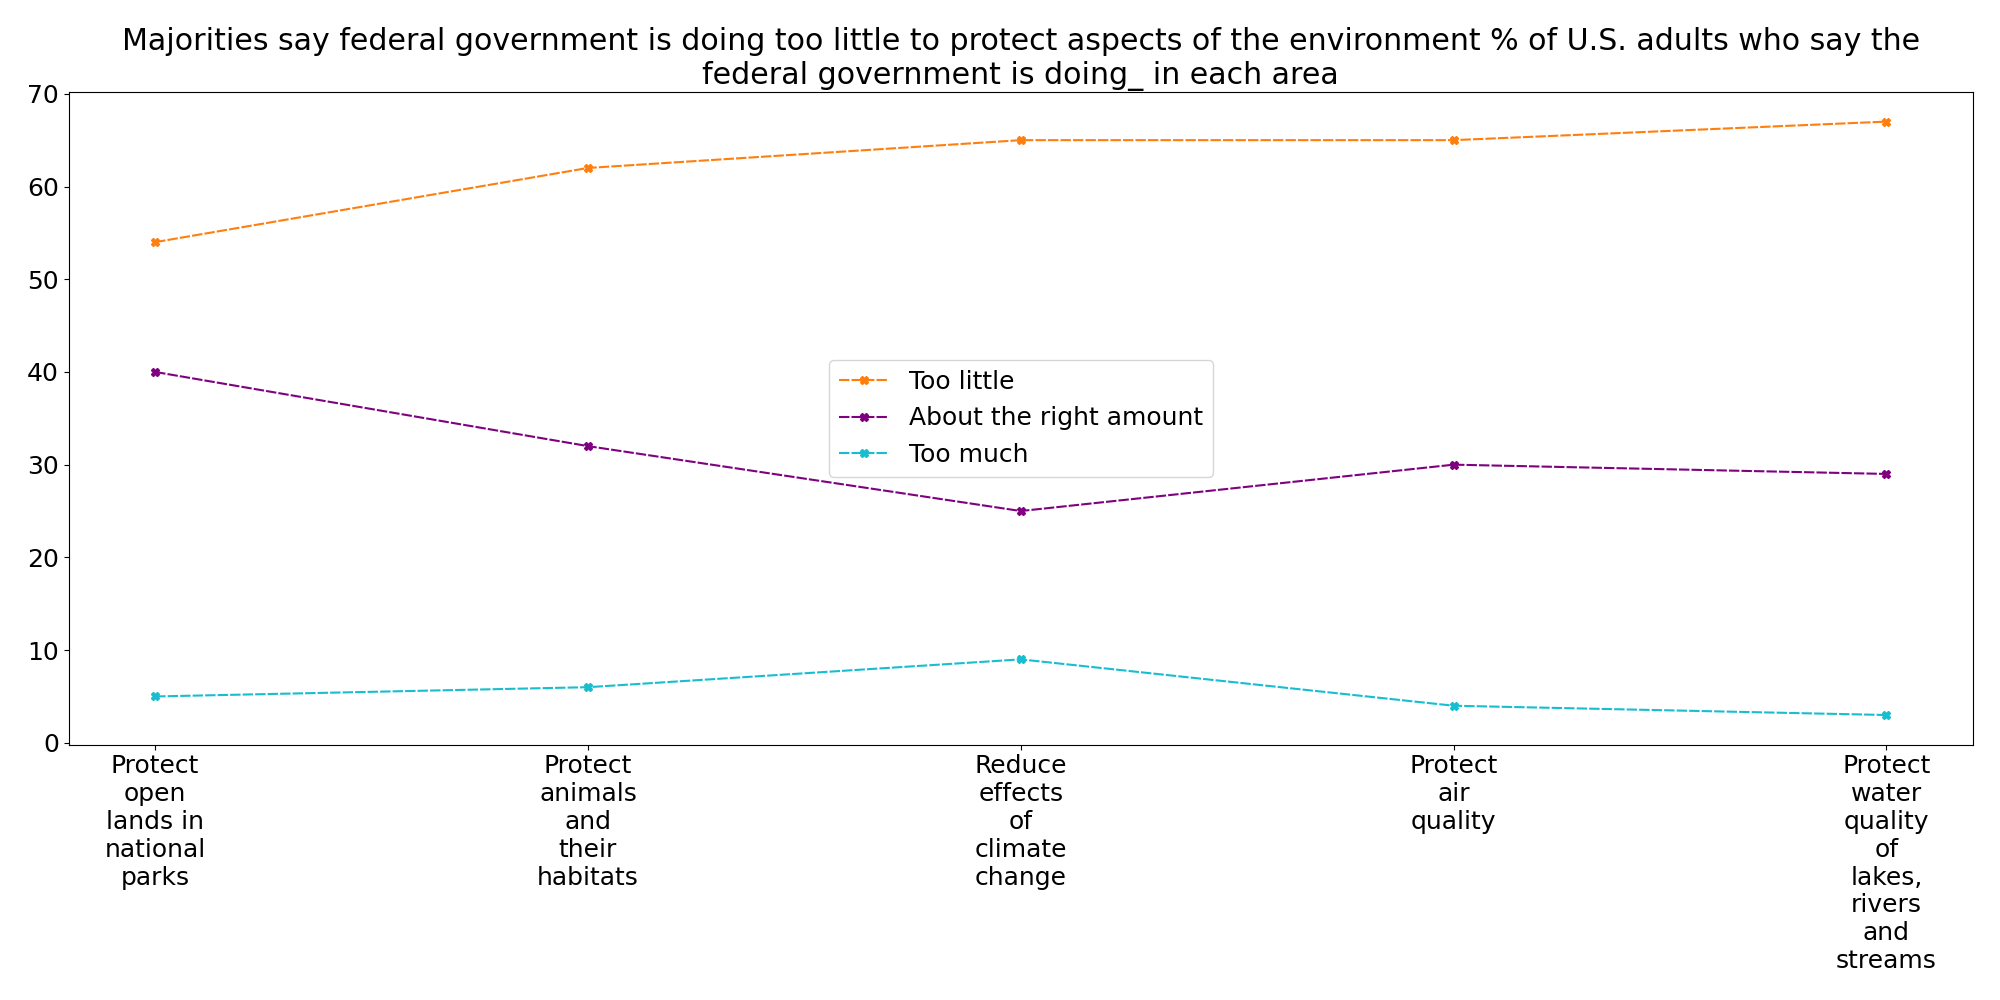 Majorities say federal government is doing too little to protect aspects of the environment % of U.S. adults who say the
federal government is doing_ in each area
70
60
50
40
30
20
10
0
Too little
About the right amount
Too much
Protect
open
lands in
national
parks
Protect
animals
and
their
habitats
Reduce
effects
of
climate
change
Protect
air
quality
Protect
water
quality
of
lakes,
rivers
and
streams